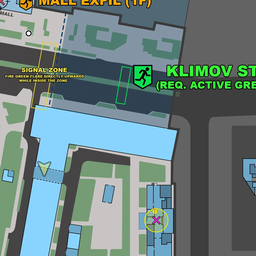 MALL EXFIL (1F)
MALL
SIGNAL ZONE
FIRE GREEN FLARE DIRECTLY UPWARDS
WHILE INSIDE THE ZONE
KLIMOV ST
(REQ. ACTIVE GRE